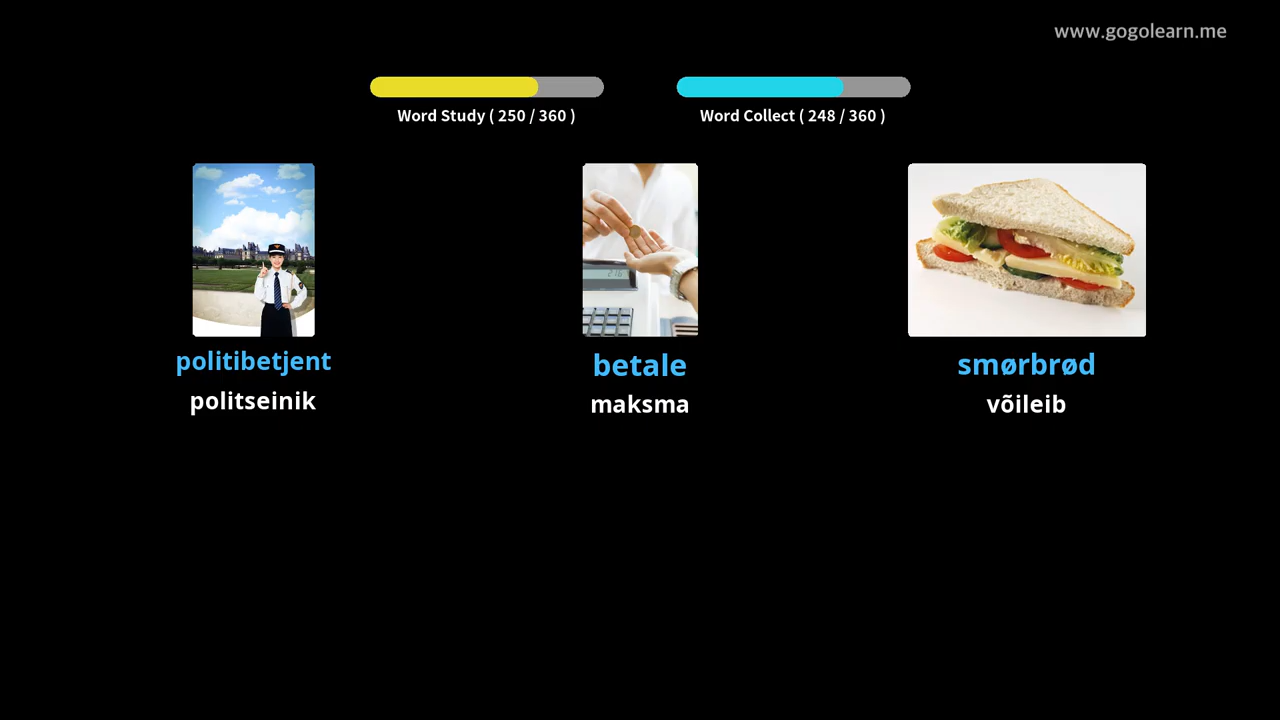 www.gogolearn.me
Word Study ( 250 / 360 )
Word Collect ( 248 / 360 )
politibetjent
politseinik
betale
maksma
smørbrød
võileib